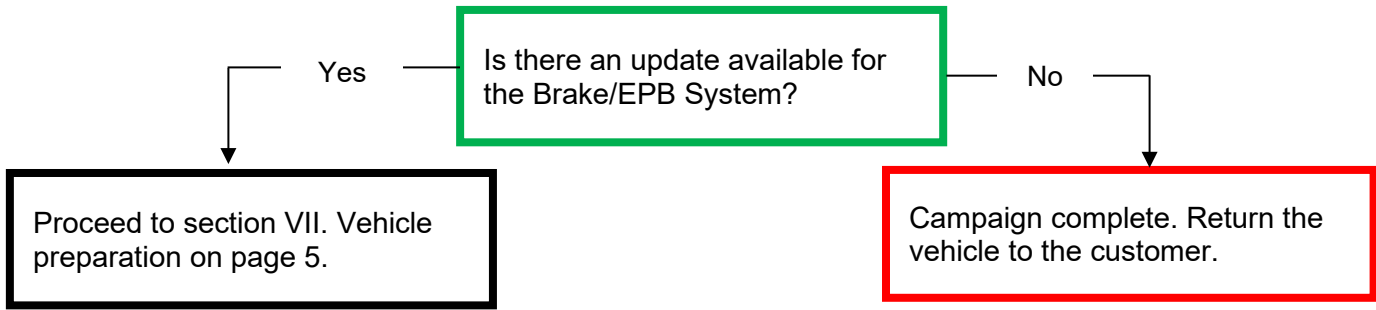 Is there an update available for
the Brake/EPB System?
Yes
No
Proceed to section VII. Vehicle
preparation on page 5.
Campaign complete. Return the
vehicle to the customer.